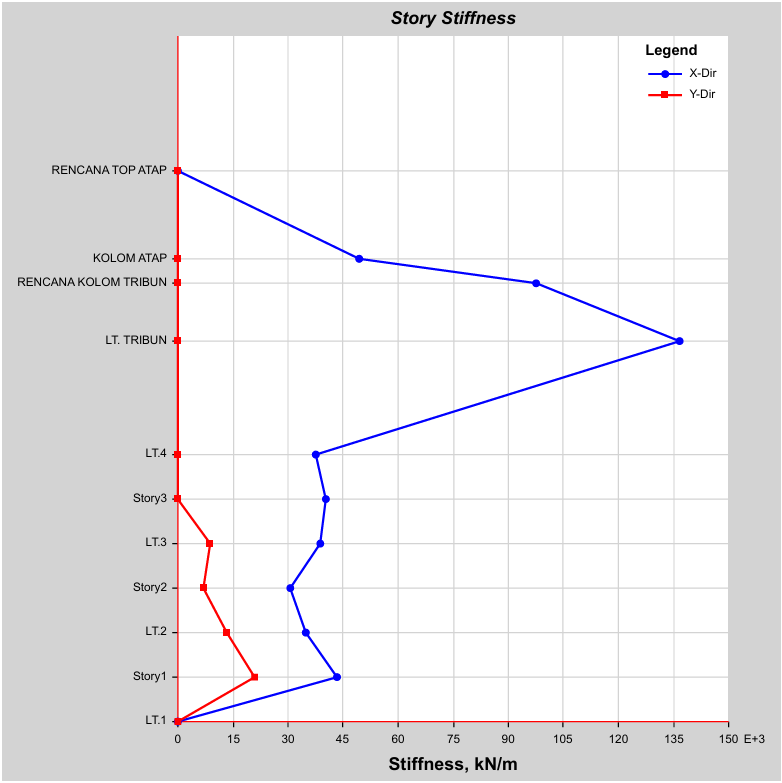 Story Stiffness
Legend
X-Dir
Y-Dir
RENCANA TOP ATAP
KOLOM ATAP
RENCANA KOLOM TRIBUN
LT. TRIBUN
LT.4
Story3
LT.3
Story2
LT.2
Story1
LT.1
0 15 30 45 60 75 90 105 120 135 150 E+3
Stiffness, kN/m